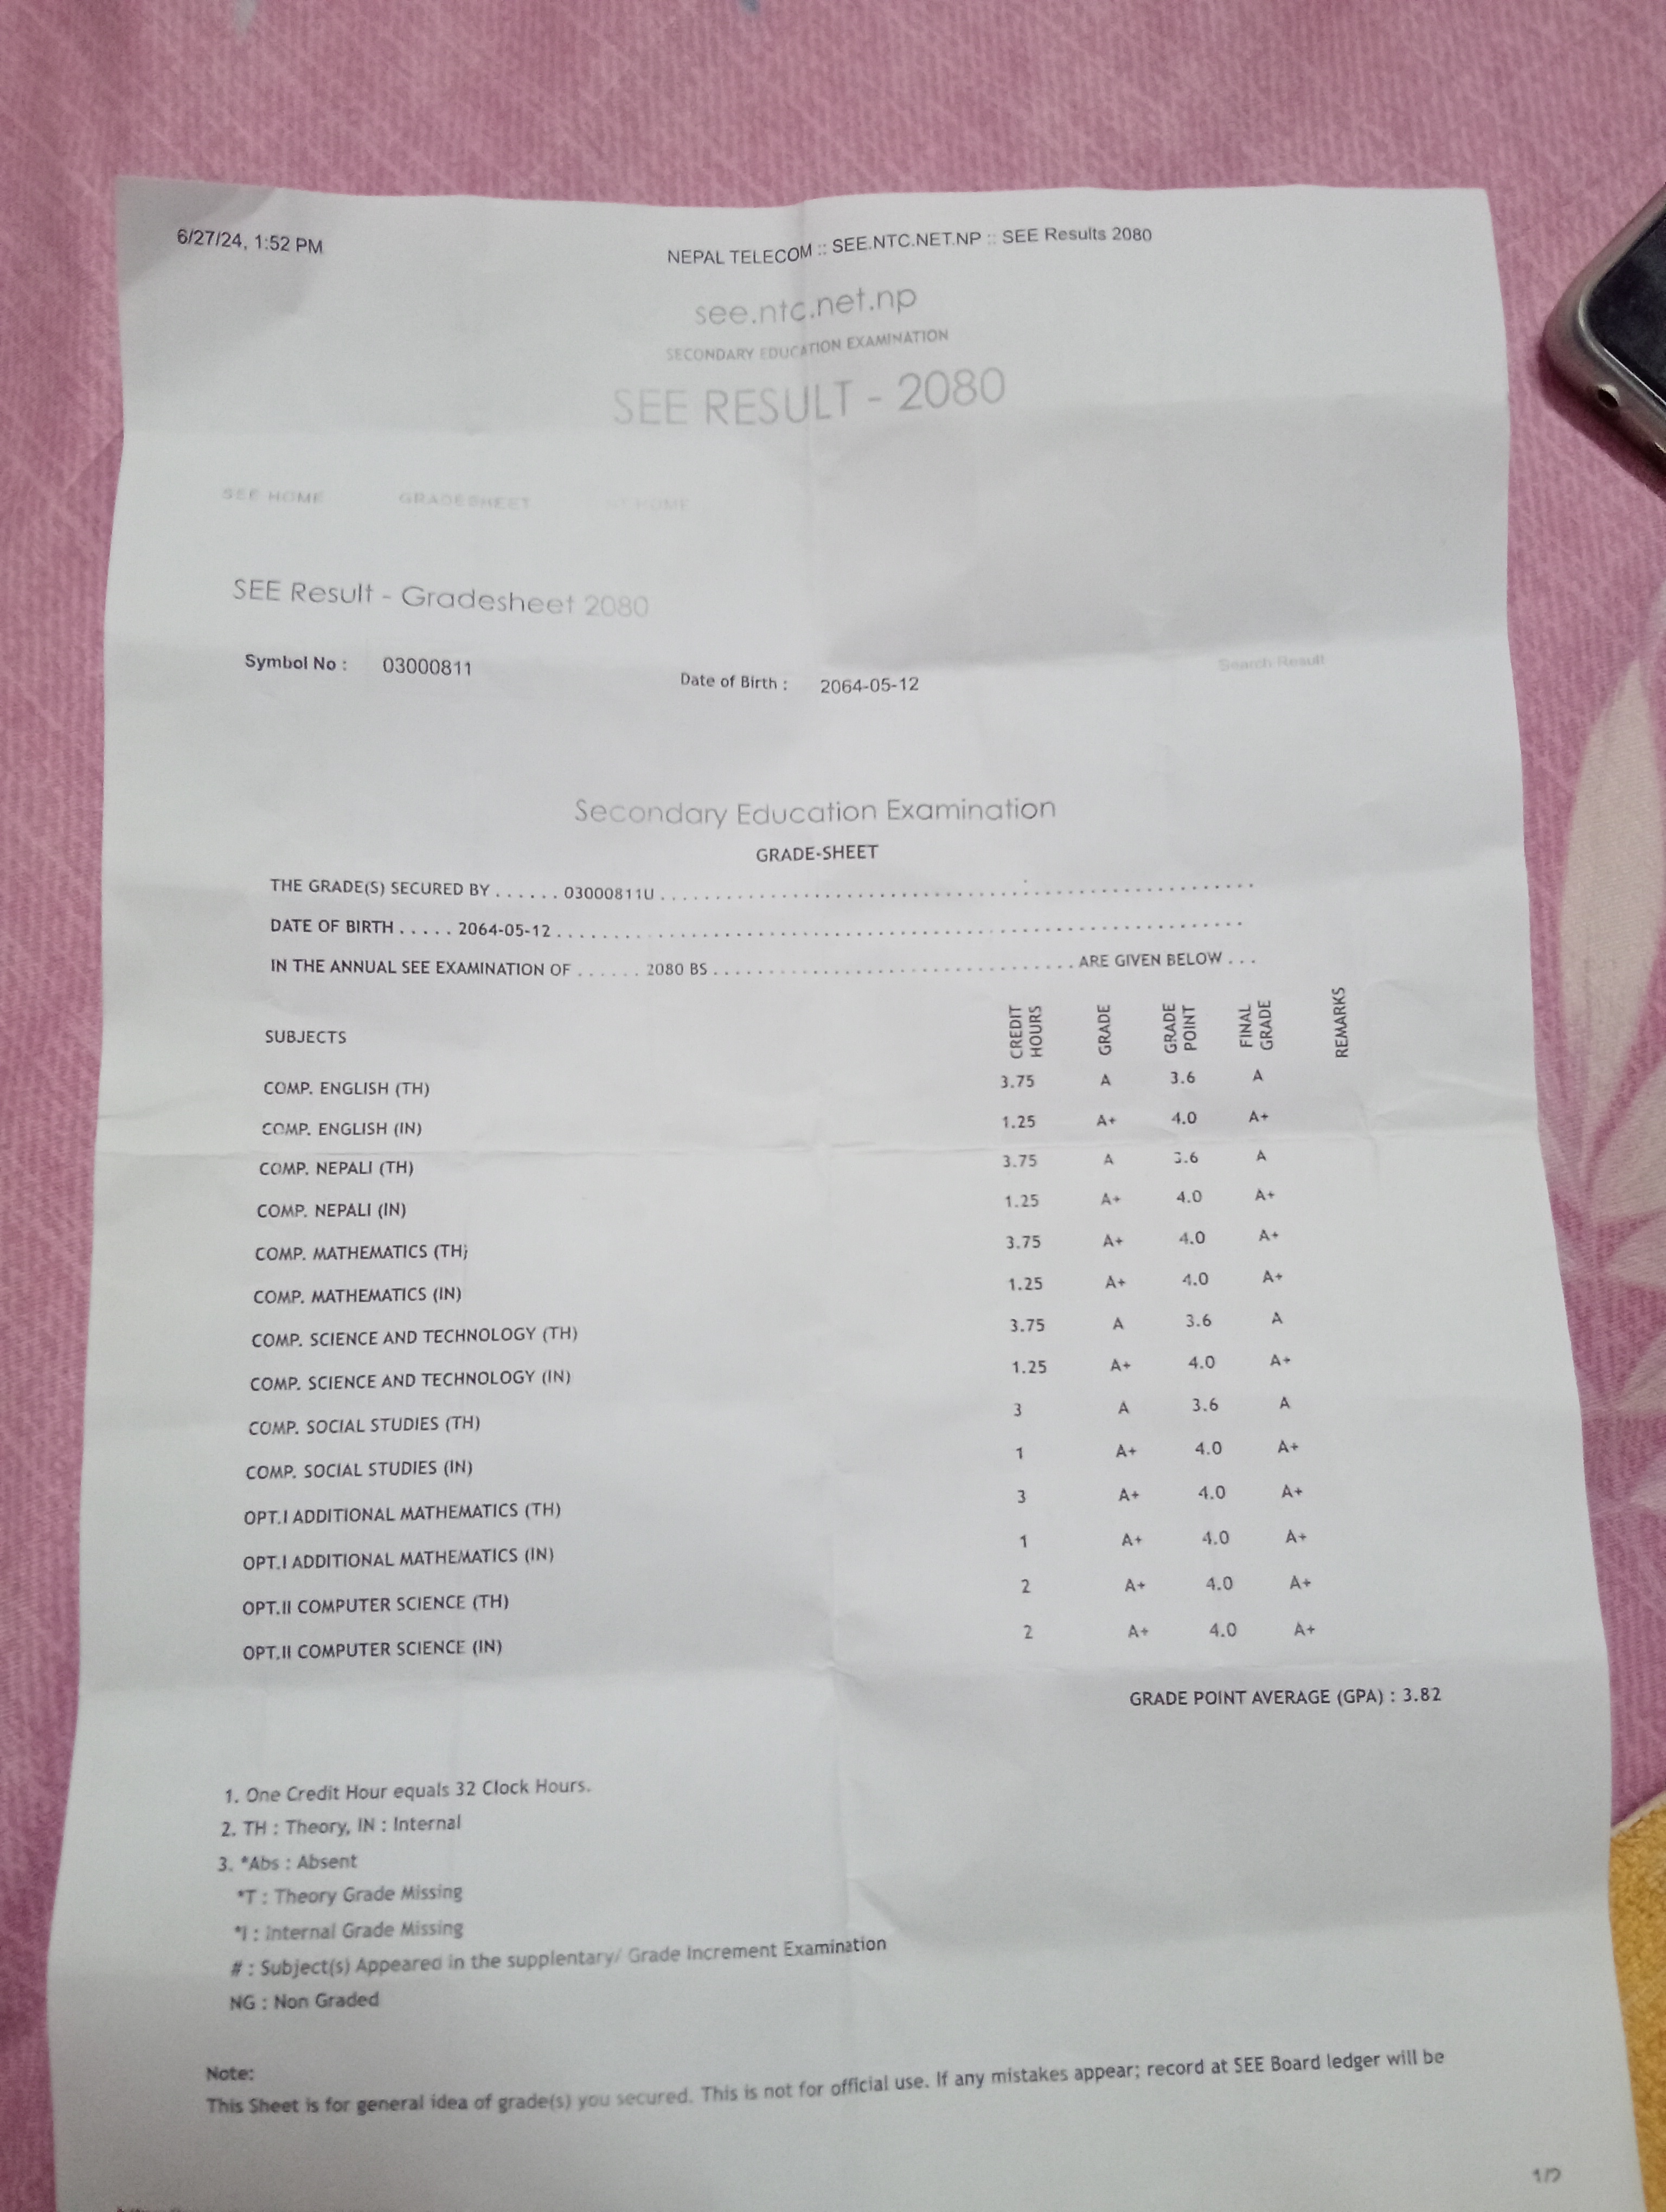 6/27/24, 1:52 PM NEPAL TELECOM :: SEE.NTC.NET.NP :: SEE Results 2080
see.ntc.net.np
SECONDARY EDUCATION EXAMINATION
SEE RESULT - 2080
SEE HOME GRADESHEET HOME
SEE Result - Gradesheet 2080
Symbol No : 03000811 Date of Birth : 2064-05-12 Search Result
Secondary Education Examination
GRADE-SHEET
THE GRADE(S) SECURED BY ...... 03000811U ..............................
DATE OF BIRTH ..... 2064-05-12 ..............................
IN THE ANNUAL SEE EXAMINATION OF ...... 2080 BS .............................. ARE GIVEN BELOW ...
SUBJECTS CREDIT HOURS GRADE GRADE POINT FINAL GRADE REMARKS
COMP. ENGLISH (TH) 3.75 A 3.6 A
COMP. ENGLISH (IN) 1.25 A+ 4.0 A+
COMP. NEPALI (TH) 3.75 A 3.6 A
COMP. NEPALI (IN) 1.25 A+ 4.0 A+
COMP. MATHEMATICS (TH) 3.75 A+ 4.0 A+
COMP. MATHEMATICS (IN) 1.25 A+ 4.0 A+
COMP. SCIENCE AND TECHNOLOGY (TH) 3.75 A 3.6 A
COMP. SCIENCE AND TECHNOLOGY (IN) 1.25 A+ 4.0 A+
COMP. SOCIAL STUDIES (TH) 3 A 3.6 A
COMP. SOCIAL STUDIES (IN) 1 A+ 4.0 A+
OPT.I ADDITIONAL MATHEMATICS (TH) 3 A+ 4.0 A+
OPT.I ADDITIONAL MATHEMATICS (IN) 1 A+ 4.0 A+
OPT.II COMPUTER SCIENCE (TH) 2 A+ 4.0 A+
OPT.II COMPUTER SCIENCE (IN) 2 A+ 4.0 A+
GRADE POINT AVERAGE (GPA) : 3.82
1. One Credit Hour equals 32 Clock Hours.
2. TH : Theory, IN : Internal
3. *Abs : Absent
*T : Theory Grade Missing
*I : Internal Grade Missing
# : Subject(s) Appeared in the supplentary/ Grade Increment Examination
NG : Non Graded
Note:
This Sheet is for general idea of grade(s) you secured. This is not for official use. If any mistakes appear; record at SEE Board ledger will be
1/2